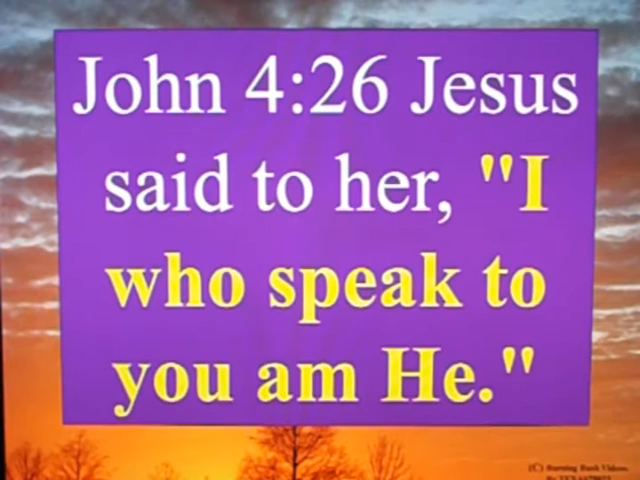 John 4:26 Jesus
said to her, "I
who speak to
you am He."
(C) Burning Bush Videos